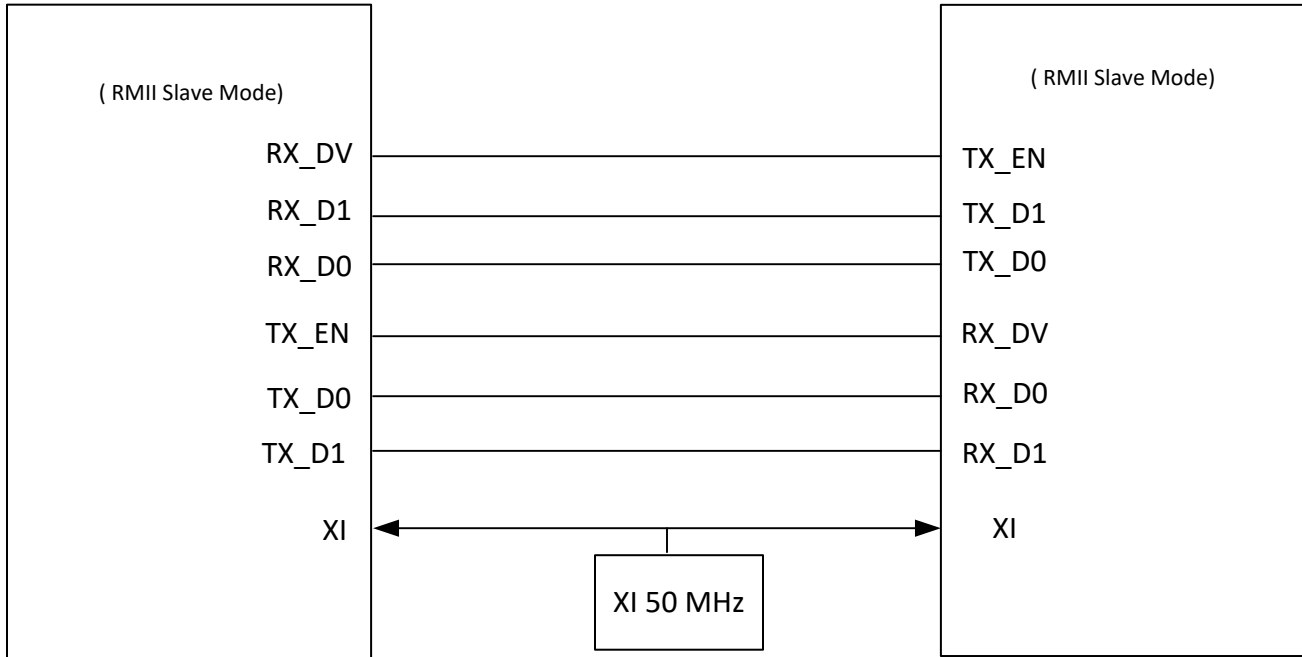 ( RMII Slave Mode)
RX_DV
RX_D1
RX_D0
TX_EN
TX_D0
TX_D1
XI
XI 50 MHz
( RMII Slave Mode)
TX_EN
TX_D1
TX_D0
RX_DV
RX_D0
RX_D1
XI